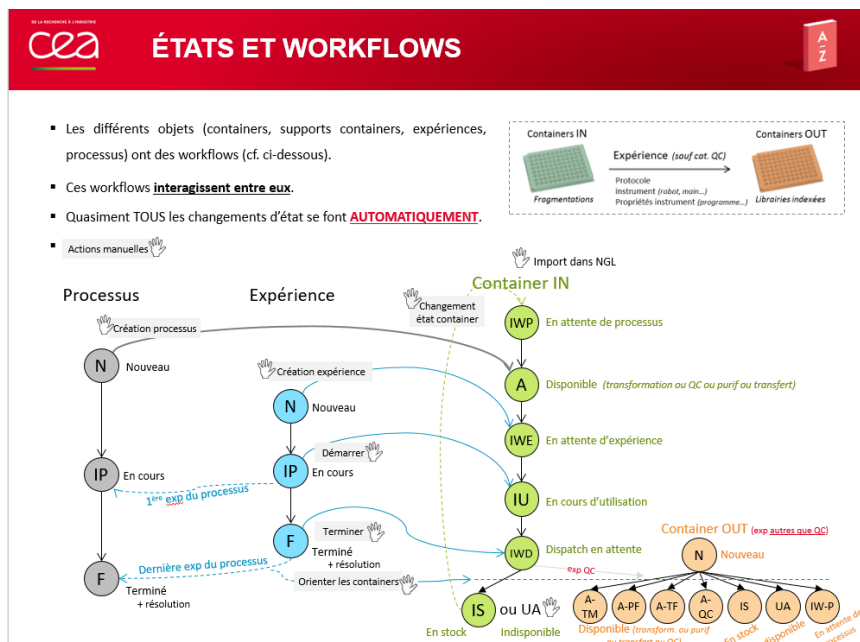 DE LA RECHERCHE À L'INDUSTRIE
cea
ÉTATS ET WORKFLOWS
A
Z
▪ Les différents objets (containers, supports containers, expériences,
processus) ont des workflows (cf. ci-dessous).
▪ Ces workflows interagissent entre eux.
▪ Quasiment TOUS les changements d'état se font AUTOMATIQUEMENT.
▪ Actions manuelles
Containers IN
Containers OUT
Expérience (sauf cat. QC)
Protocole
Instrument (robot, main...)
Propriétés instrument (programme...)
Fragmentations
Librairies indexées
Import dans NGL
Processus
Expérience
Container IN
Changement
état container
Création processus
IWP
En attente de processus
N
Nouveau
Création expérience
A
Disponible (transformation ou QC ou purif ou transfert)
N
Nouveau
IWE
En attente d'expérience
Démarrer
IP
En cours
IP
En cours
1ère exp du processus
IU
En cours d'utilisation
Terminer
F
Terminé
+ résolution
IWD
Dispatch en attente
Container OUT (exp autres que QC)
N
Nouveau
exp QC
Dernière exp du processus
Orienter les containers
F
Terminé
+ résolution
IS
ou UA
En stock
Indisponible
A-
TM
A-PF
A-TF
A-
QC
IS
UA
IW-P
Disponible (transform. ou purif
ou transfert ou QC)
En stock
Indisponible
En attente de
processus